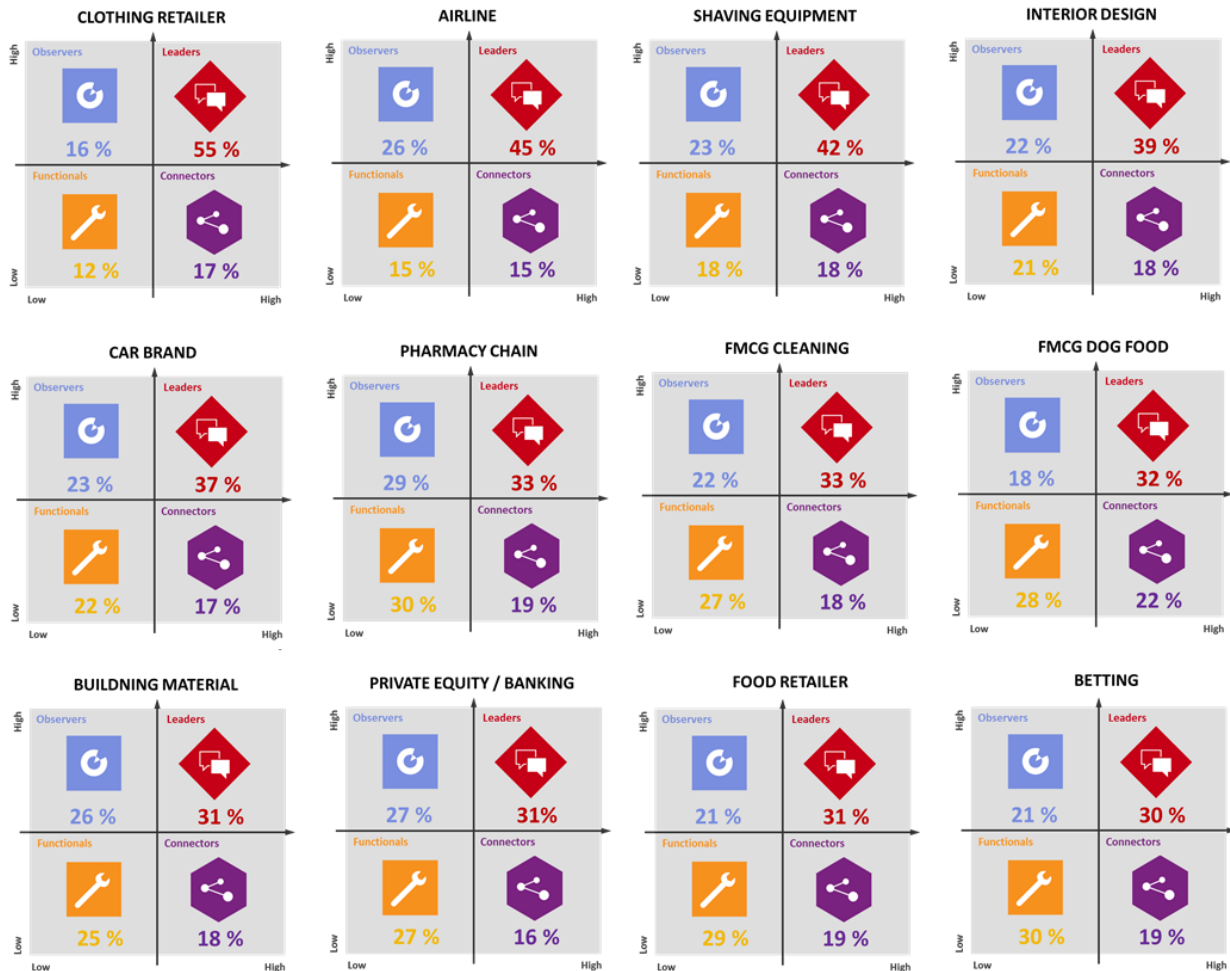 CLOTHING RETAILER
High
Observers
Leaders
16 %
55 %
Functionals
Connectors
12 %
17 %
Low
Low
High
AIRLINE
Observers
Leaders
26 %
45 %
Functionals
Connectors
15 %
15 %
SHAVING EQUIPMENT
High
Observers
Leaders
23 %
42 %
Functionals
Connectors
18 %
18 %
Low
Low
High
INTERIOR DESIGN
High
Observers
Leaders
22 %
39 %
Functionals
Connectors
21 %
18 %
Low
Low
High
CAR BRAND
High
Observers
Leaders
23 %
37 %
Functionals
Connectors
22 %
17 %
Low
Low
High
PHARMACY CHAIN
High
Observers
Leaders
29 %
33 %
Functionals
Connectors
30 %
19 %
Low
Low
High
FMCG CLEANING
High
Observers
Leaders
22 %
33 %
Functionals
Connectors
27 %
18 %
Low
Low
High
FMCG DOG FOOD
High
Observers
Leaders
18 %
32 %
Functionals
Connectors
28 %
22 %
Low
Low
High
BUILDNING MATERIAL
High
Observers
Leaders
26 %
31 %
Functionals
Connectors
25 %
18 %
Low
Low
High
PRIVATE EQUITY / BANKING
High
Observers
Leaders
27 %
31%
Functionals
Connectors
27 %
16 %
Low
Low
High
FOOD RETAILER
High
Observers
Leaders
21 %
31 %
Functionals
Connectors
29 %
19 %
Low
Low
High
BETTING
High
Observers
Leaders
21 %
30 %
Functionals
Connectors
30 %
19 %
Low
Low
High